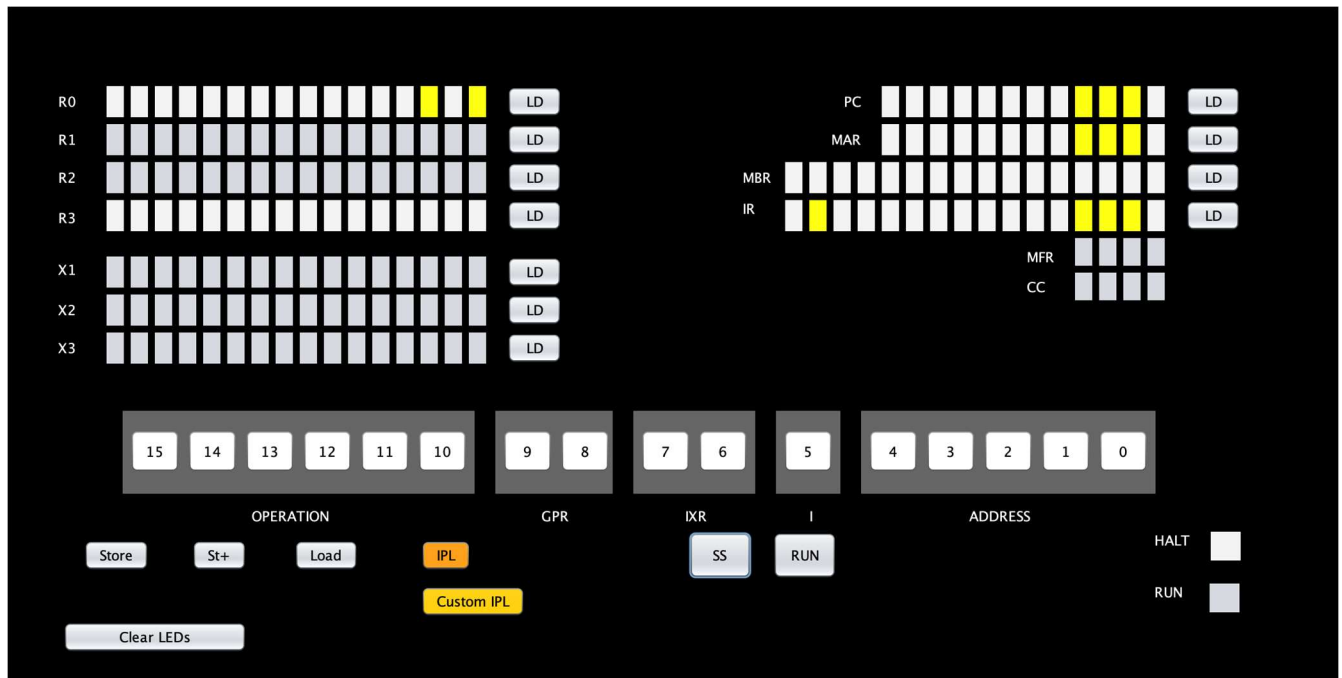 R0 LD PC LD
R1 LD MAR LD
R2 LD MBR LD
R3 LD IR LD
MFR
X1 LD CC
X2 LD
X3 LD
15 14 13 12 11 10 9 8 7 6 5 4 3 2 1 0
OPERATION GPR IXR I ADDRESS
Store St+ Load IPL SS RUN HALT
Custom IPL RUN
Clear LEDs